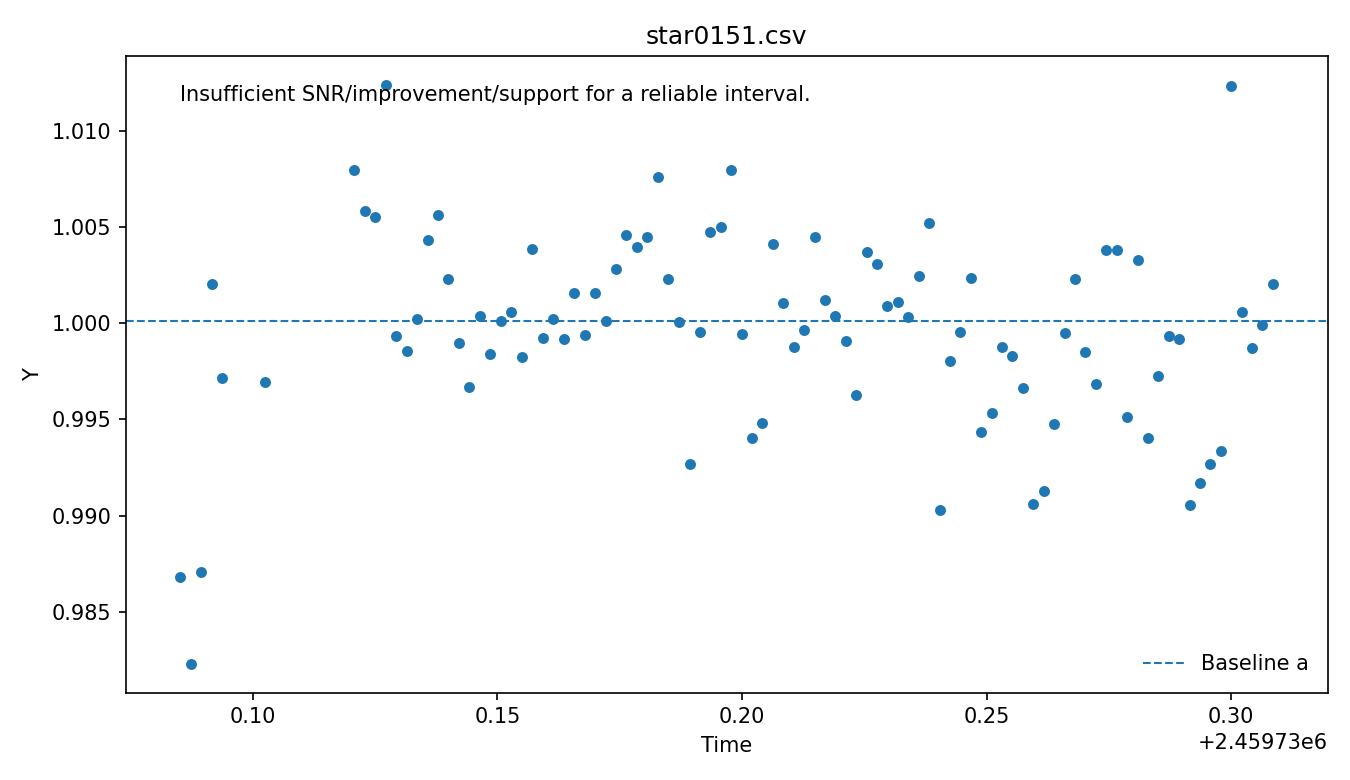 star0151.csv
Insufficient SNR/improvement/support for a reliable interval.
1.010
1.005
1.000
0.995
0.990
0.985
Y
Baseline a
0.10 0.15 0.20 0.25 0.30
Time
+2.45973e6